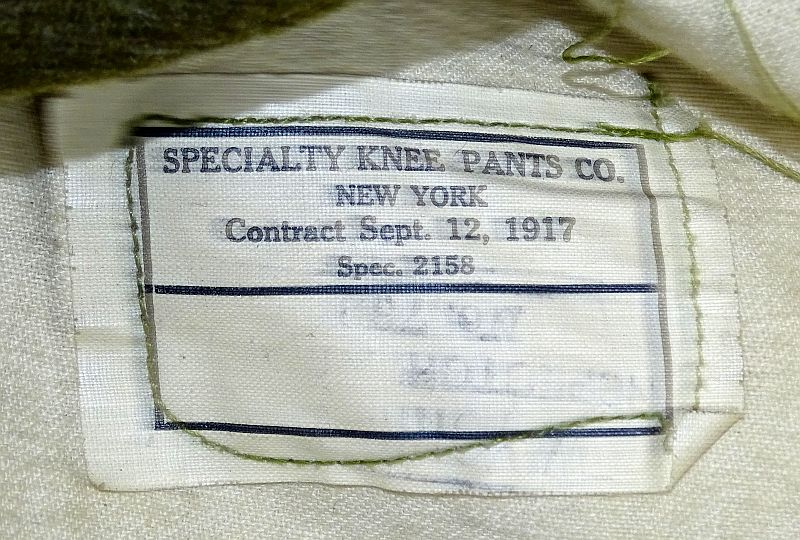 SPECIALTY KNEE PANTS CO.
NEW YORK
Contract Sept. 12, 1917
Spec. 2158